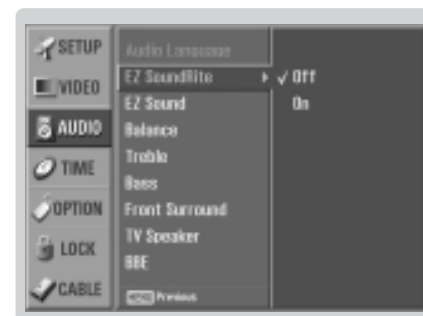 SETUP
VIDEO
AUDIO
TIME
OPTION
LOCK
CABLE
Audio Language
EZ SoundRite
EZ Sound
Balance
Treble
Bass
Front Surround
TV Speaker
BBE
Previous
Off
On